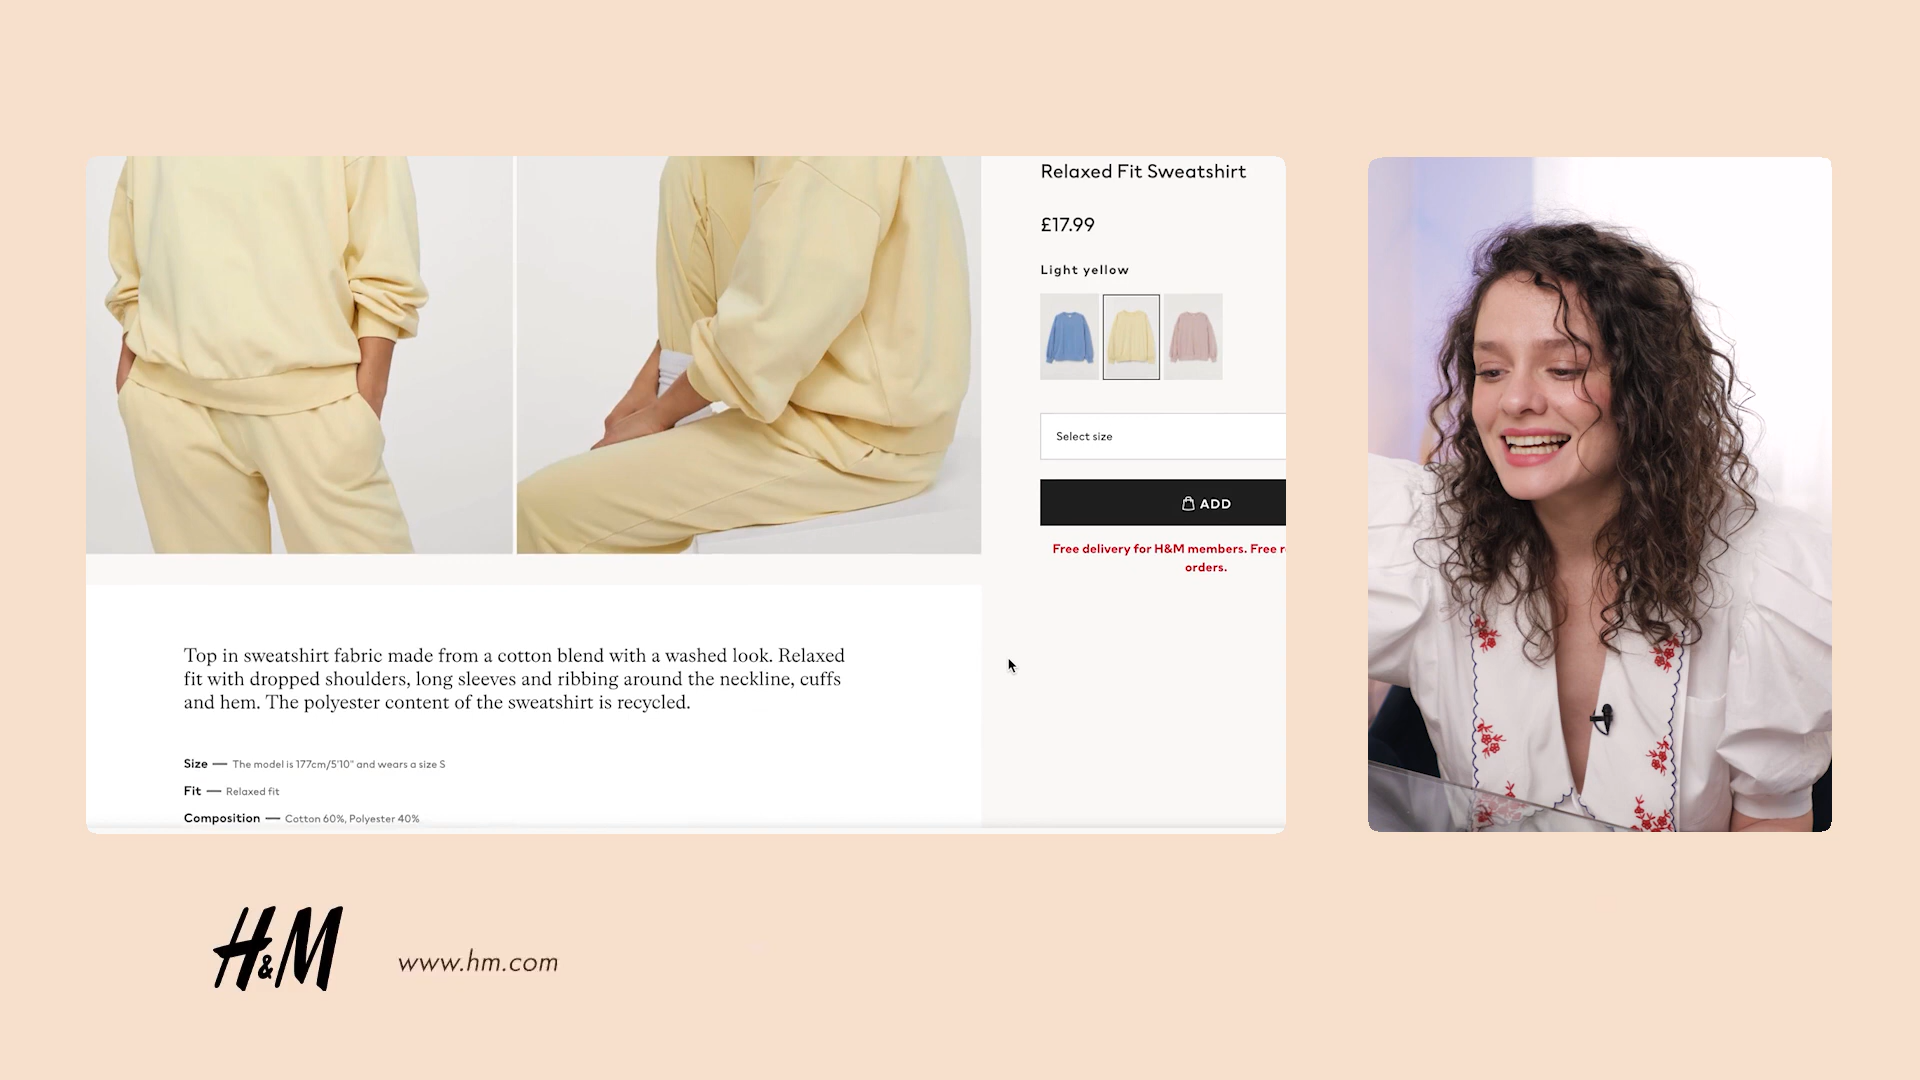 Relaxed Fit Sweatshirt
£17.99
Light yellow
Select size
ADD
Free delivery for H&M members. Free
orders.
Top in sweatshirt fabric made from a cotton blend with a washed look. Relaxed
fit with dropped shoulders, long sleeves and ribbing around the neckline, cuffs
and hem. The polyester content of the sweatshirt is recycled.
Size — The model is 177cm/5'10" and wears a size S
Fit — Relaxed fit
Composition — Cotton 60%, Polyester 40%
H&M
www.hm.com